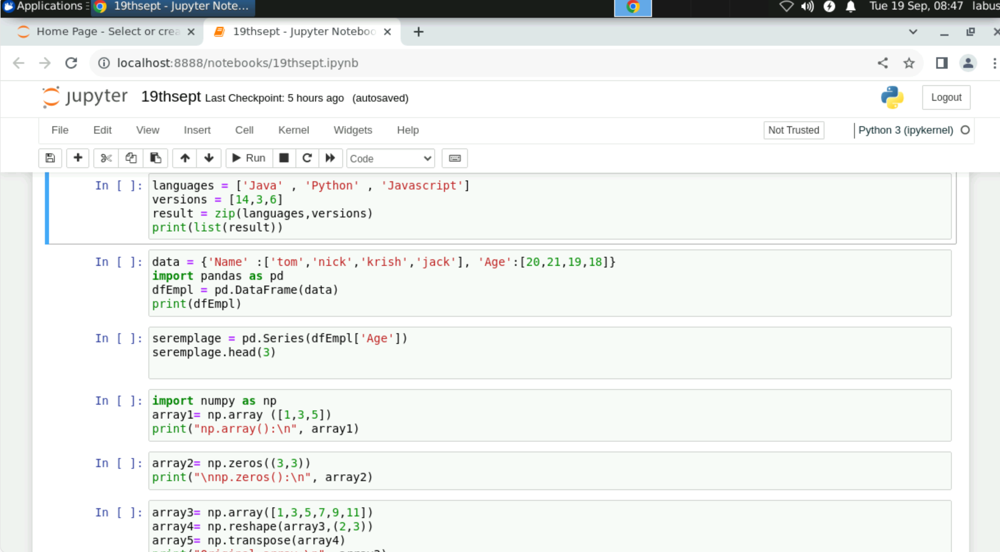 Applications
19thsept - Jupyter Note...
Tue 19 Sep, 08:47 labus
Home Page - Select or crea
19thsept - Jupyter Noteboo
localhost:8888/notebooks/19thsept.ipynb
jupyter 19thsept Last Checkpoint: 5 hours ago (autosaved)
Logout
File Edit View Insert Cell Kernel Widgets Help
Not Trusted
Python 3 (ipykernel)
Run
Code
In [ ]: languages = ['Java' , 'Python' , 'Javascript']
versions = [14,3,6]
result = zip(languages,versions)
print(list(result))
In [ ]: data = {'Name' :['tom','nick','krish','jack'], 'Age':[20,21,19,18]}
import pandas as pd
dfEmpl = pd.DataFrame(data)
print(dfEmpl)
In [ ]: seremplage = pd.Series(dfEmpl['Age'])
seremplage.head(3)
In [ ]: import numpy as np
array1= np.array ([1,3,5])
print("np.array():\n", array1)
In [ ]: array2= np.zeros((3,3))
print("\nnp.zeros():\n", array2)
In [ ]: array3= np.array([1,3,5,7,9,11])
array4= np.reshape(array3,(2,3))
array5= np.transpose(array4)